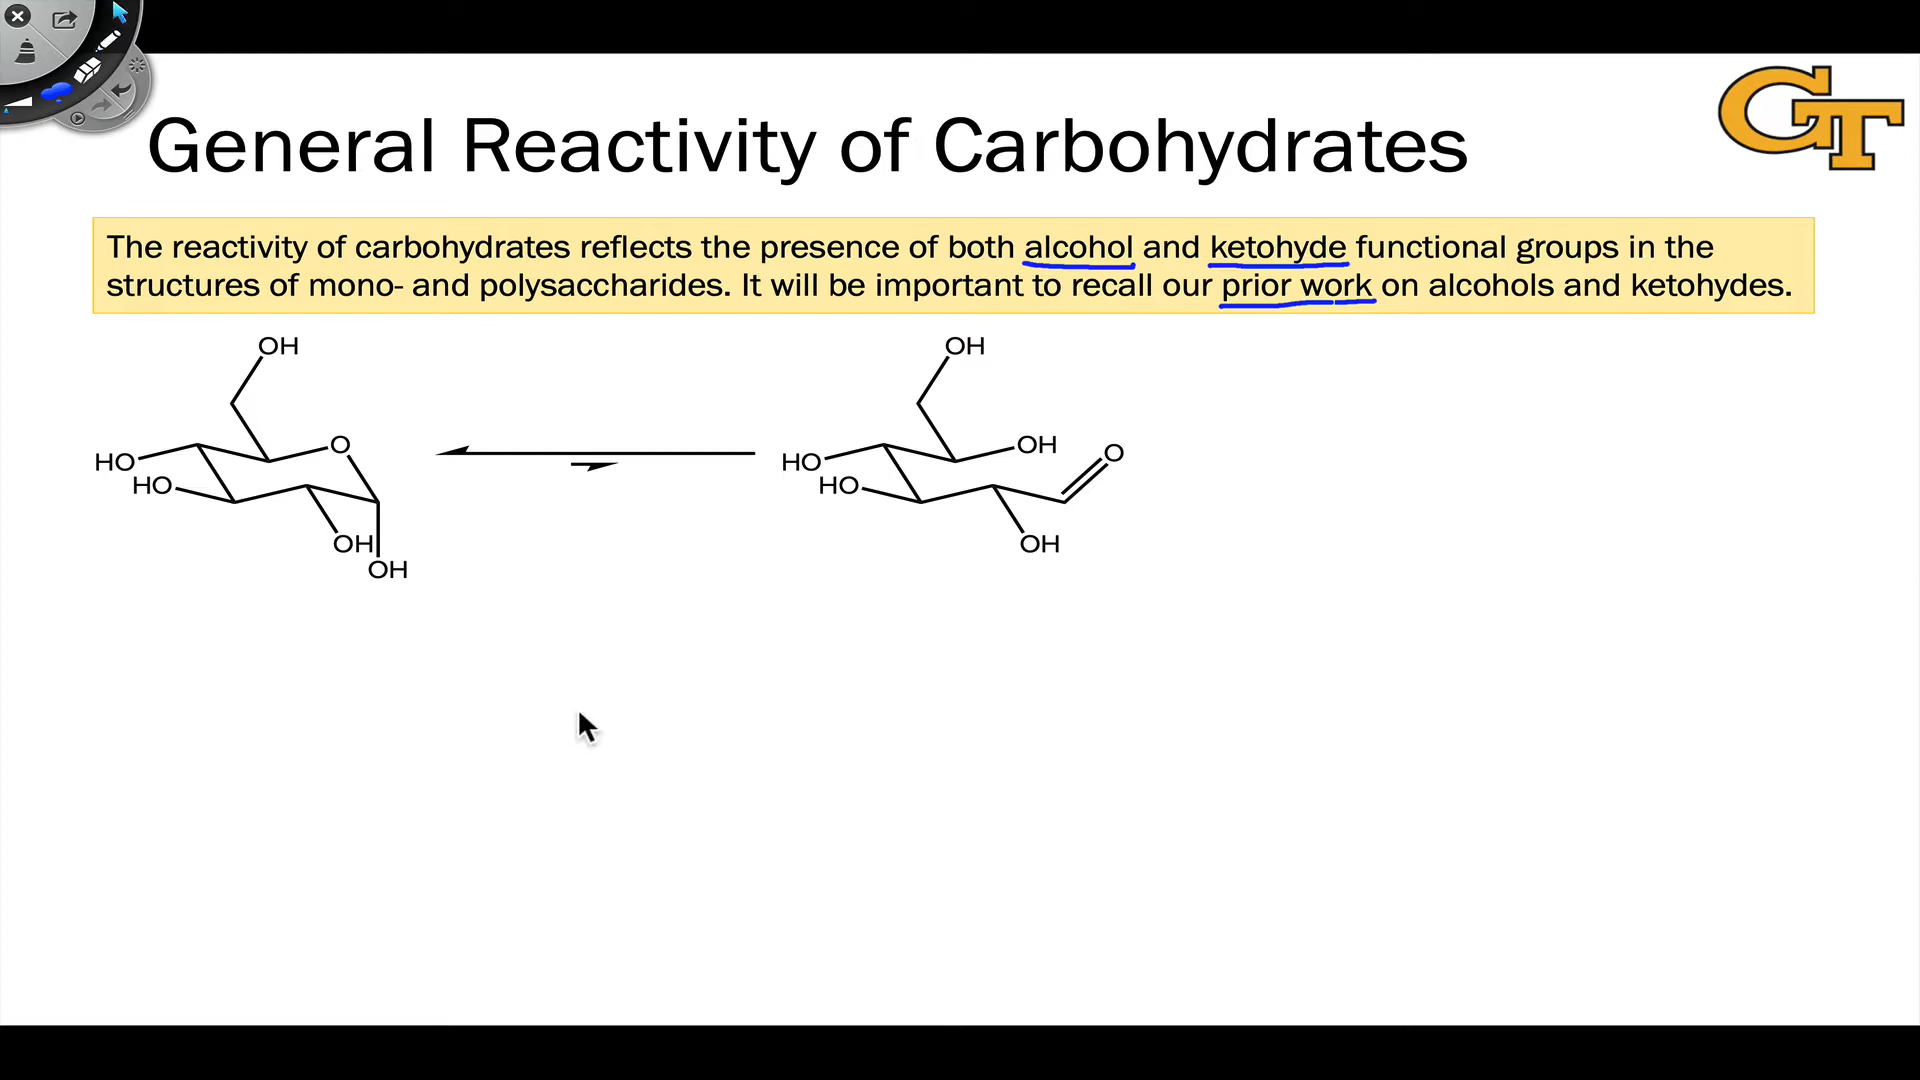 General Reactivity of Carbohydrates
GT
The reactivity of carbohydrates reflects the presence of both alcohol and ketohyde functional groups in the
structures of mono- and polysaccharides. It will be important to recall our prior work on alcohols and ketohydes.
OH
O
HO
HO
OH
OH
OH
OH
O
HO
HO
OH